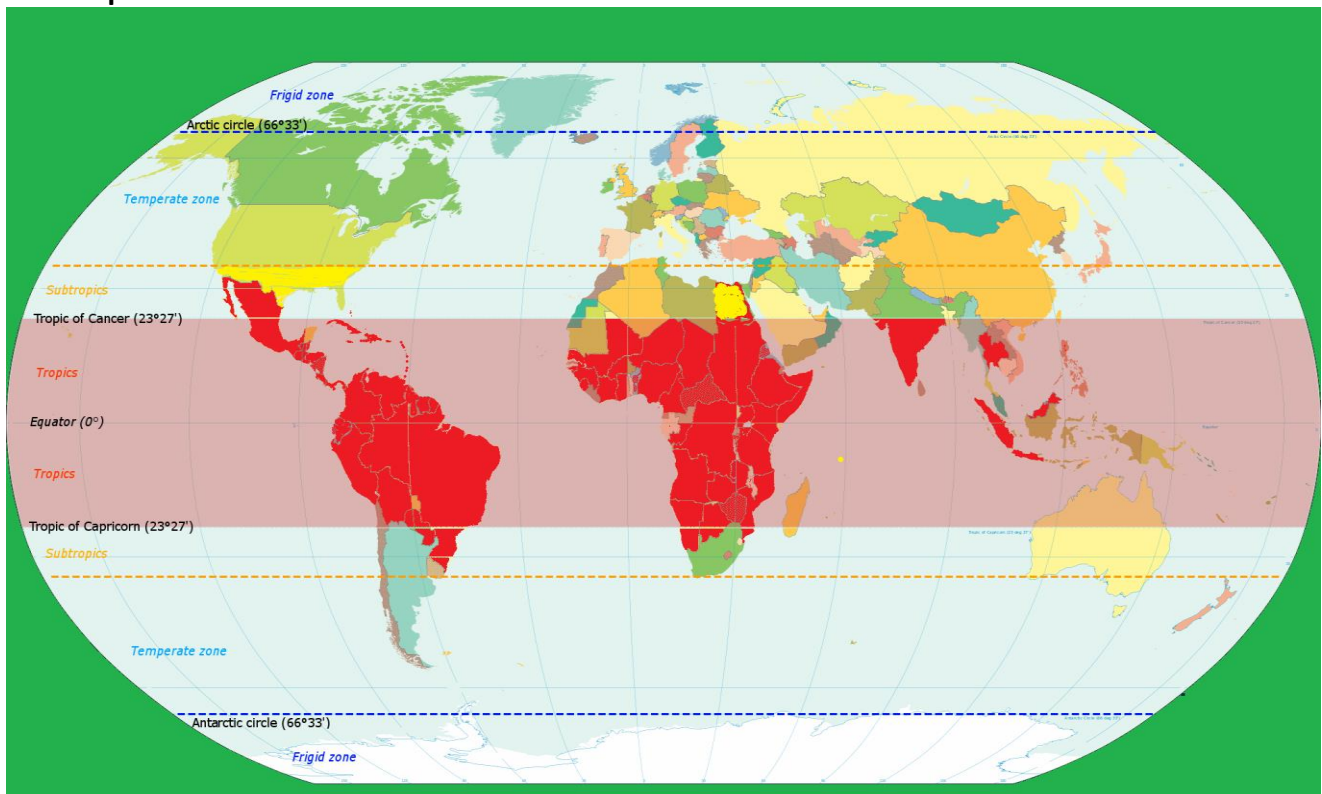 Frigid zone
Arctic circle (66°33')
Temperate zone
Subtropics
Tropic of Cancer (23°27')
Tropics
Equator (0°)
Tropics
Tropic of Capricorn (23°27')
Subtropics
Temperate zone
Antarctic circle (66°33')
Frigid zone